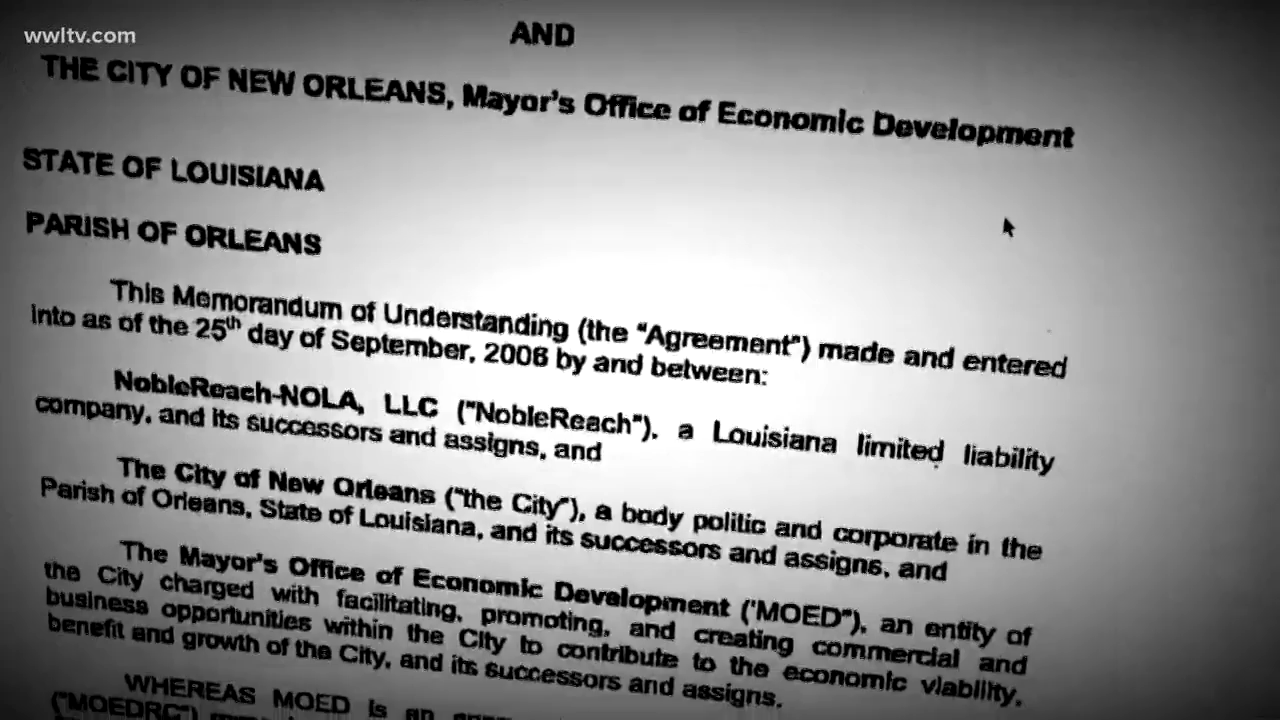 wwltv.com
AND
THE CITY OF NEW ORLEANS, Mayor's Office of Economic Development
STATE OF LOUISIANA
PARISH OF ORLEANS
This Memorandum of Understanding (the "Agreement") made and entered
into as of the 25th day of September, 2006 by and between:
NobleReach-NOLA, LLC ("NobleReach"), a Louisiana limited liability
company, and its successors and assigns, and
The City of New Orleans ("the City"), a body politic and corporate in the
Parish of Orleans, State of Louisiana, and its successors and assigns, and
The Mayor's Office of Economic Development ('MOED"), an entity of
the City charged with facilitating, promoting, and creating commercial and
business opportunities within the City to contribute to the economic viability,
benefit and growth of the City, and its successors and assigns.
WHEREAS MOED is an
("MOEDRC")